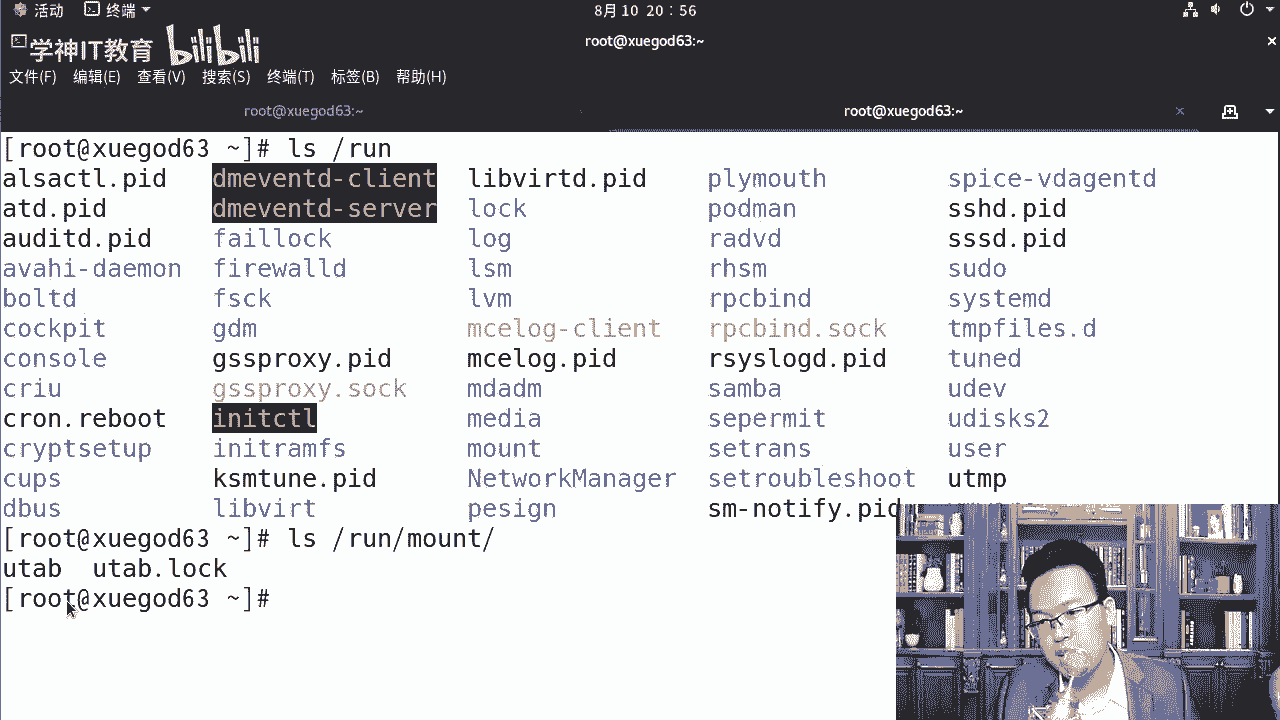 活动 终端 8月 10 20:56
学神IT教育 bilibili root@xuegod63:~
文件(F) 编辑(E) 查看(V) 搜索(S) 终端(T) 标签(B) 帮助(H)
root@xuegod63:~ root@xuegod63:~
[root@xuegod63 ~]# ls /run
alsactl.pid dmeventd-client libvirtd.pid plymouth spice-vdagentd
atd.pid dmeventd-server lock podman sshd.pid
auditd.pid faillock log radvd sssd.pid
avahi-daemon firewalld lsm rhsm sudo
boltd fsck lvm rpcbind systemd
cockpit gdm mcelog-client rpcbind.sock tmpfiles.d
console gssproxy.pid mcelog.pid rsyslogd.pid tuned
criu gssproxy.sock mdadm samba udev
cron.reboot initctl media sepermit udisks2
cryptsetup initramfs mount setrans user
cups ksmtune.pid NetworkManager setroubleshoot utmp
dbus libvirt pesign sm-notify.pid
[root@xuegod63 ~]# ls /run/mount/
utab utab.lock
[root@xuegod63 ~]#